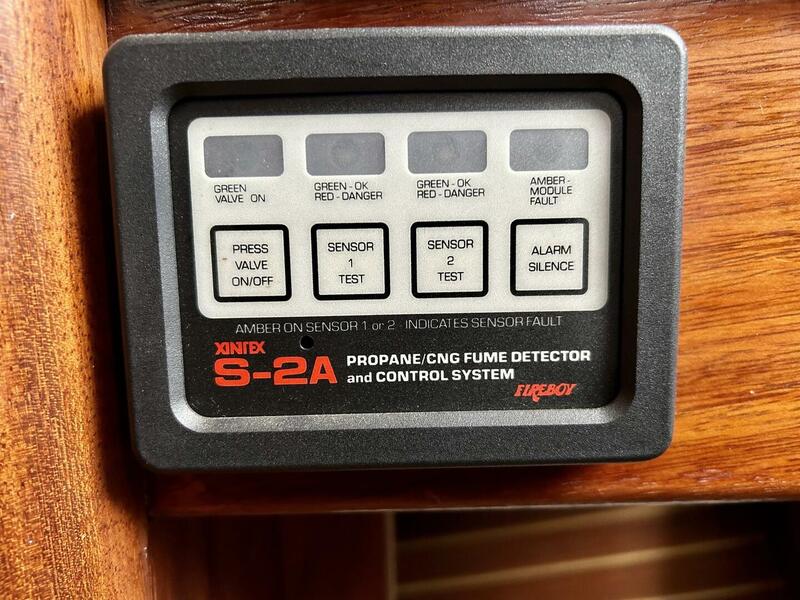 GREEN
VALVE ON
GREEN - OK
RED - DANGER
GREEN - OK
RED - DANGER
AMBER -
MODULE
FAULT
PRESS
VALVE
ON/OFF
SENSOR
1
TEST
SENSOR
2
TEST
ALARM
SILENCE
AMBER ON SENSOR 1 or 2 - INDICATES SENSOR FAULT
XINTEX
S-2A
PROPANE/CNG FUME DETECTOR
and CONTROL SYSTEM
FIREBOY